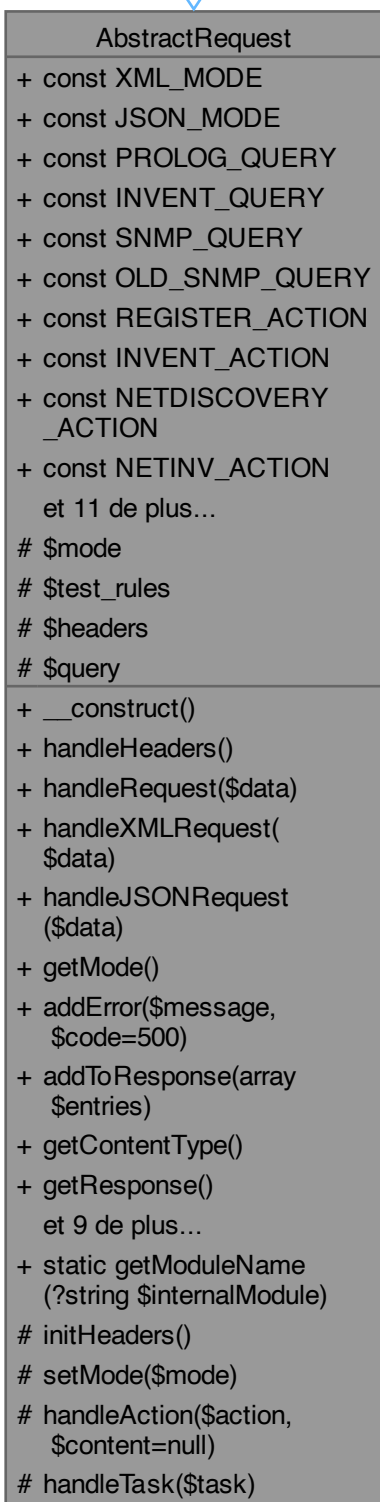 AbstractRequest
+ const XML_MODE
+ const JSON_MODE
+ const PROLOG_QUERY
+ const INVENT_QUERY
+ const SNMP_QUERY
+ const OLD_SNMP_QUERY
+ const REGISTER_ACTION
+ const INVENT_ACTION
+ const NETDISCOVERY
_ACTION
+ const NETINV_ACTION
et 11 de plus...
# $mode
# $test_rules
# $headers
# $query
+ __construct()
+ handleHeaders()
+ handleRequest($data)
+ handleXMLRequest(
$data)
+ handleJSONRequest
($data)
+ getMode()
+ addError($message,
$code=500)
+ addToResponse(array
$entries)
+ getContentType()
+ getResponse()
et 9 de plus...
+ static getModuleName
(?string $internalModule)
# initHeaders()
# setMode($mode)
# handleAction($action,
$content=null)
# handleTask($task)